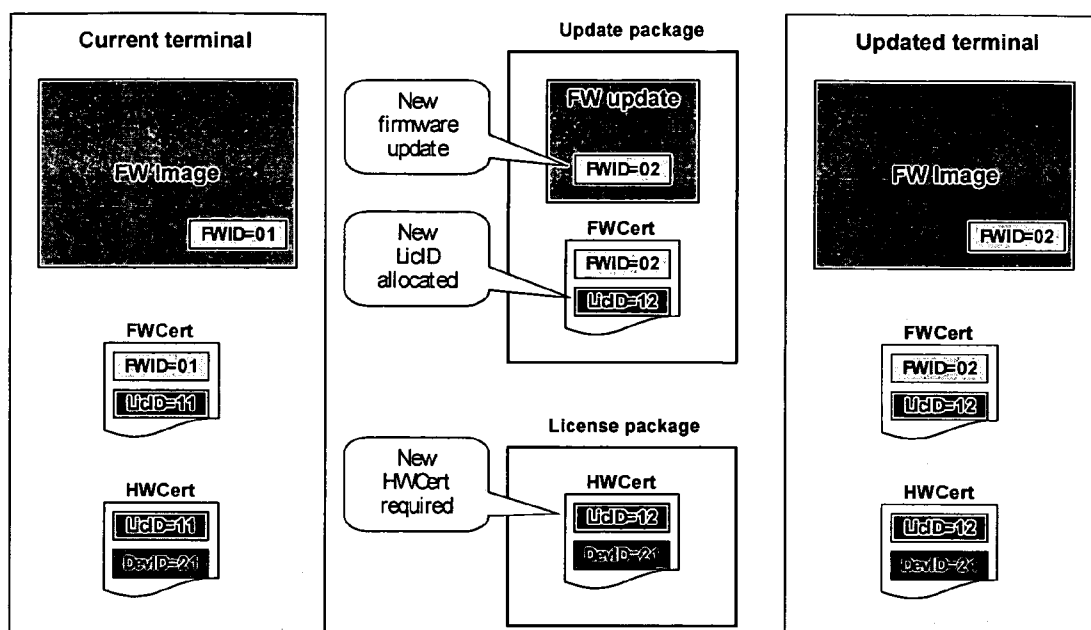 Current terminal
FW Image
FWID=01
FWCert
FWID=01
LicID=11
HWCert
LicID=11
DevID=21
Update package
New
firmware
update
FW update
FWID=02
New
LicID
allocated
FWCert
FWID=02
LicID=12
License package
New
HWCert
required
HWCert
LicID=12
DevID=21
Updated terminal
FW Image
FWID=02
FWCert
FWID=02
LicID=12
HWCert
LicID=12
DevID=21